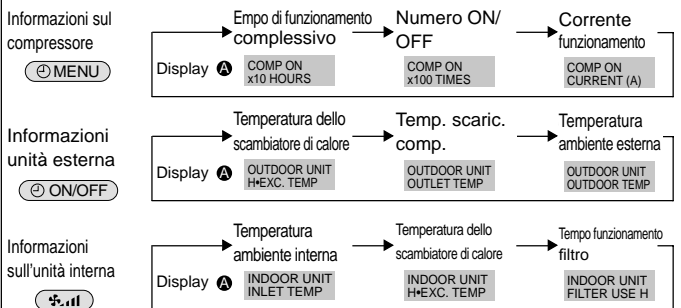 Informazioni sul
compressore
MENU
Empo di funzionamento
complessivo
Numero ON/
OFF
Corrente
funzionamento
Display A
COMP ON
x10 HOURS
COMP ON
x100 TIMES
COMP ON
CURRENT (A)
Informazioni
unità esterna
ON/OFF
Temperatura dello
scambiatore di calore
Temp. scaric.
comp.
Temperatura
ambiente esterna
Display A
OUTDOOR UNIT
H•EXC. TEMP
OUTDOOR UNIT
OUTLET TEMP
OUTDOOR UNIT
OUTDOOR TEMP
Informazioni
sull'unità interna
Temperatura
ambiente interna
Temperatura dello
scambiatore di calore
Tempo funzionamento
filtro
Display A
INDOOR UNIT
INLET TEMP
INDOOR UNIT
H•EXC. TEMP
INDOOR UNIT
FILTER USE H